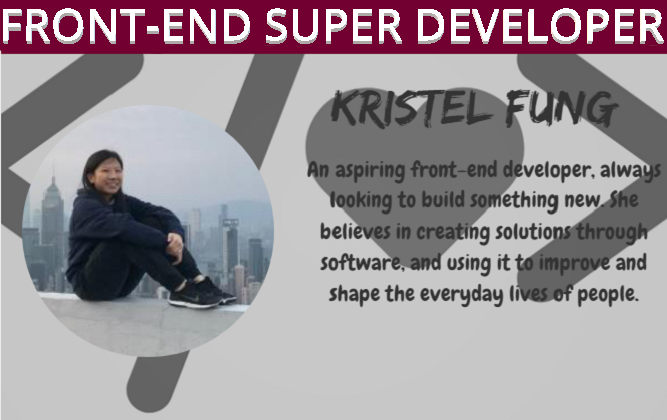 FRONT-END SUPER DEVELOPER
KRISTEL FUNG
An aspiring front-end developer, always
looking to build something new. She
believes in creating solutions through
software, and using it to improve and
shape the everyday lives of people.